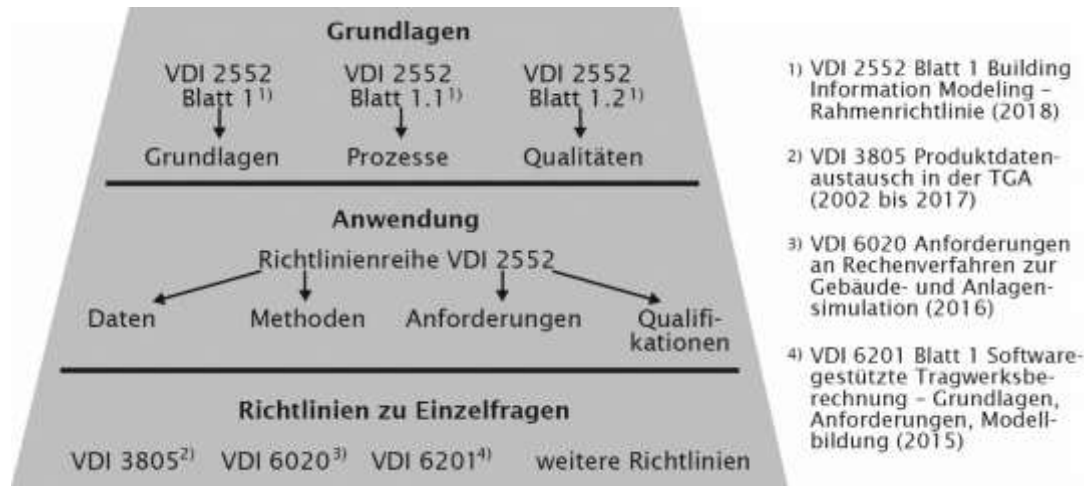 Grundlagen
VDI 2552 VDI 2552 VDI 2552
Blatt 1¹⁾ Blatt 1.1¹⁾ Blatt 1.2¹⁾
Grundlagen Prozesse Qualitäten
Anwendung
Richtlinienreihe VDI 2552
Daten Methoden Anforderungen Qualifi-
kationen
Richtlinien zu Einzelfragen
VDI 3805²⁾ VDI 6020³⁾ VDI 6201⁴⁾ weitere Richtlinien
1) VDI 2552 Blatt 1 Building
Information Modeling –
Rahmenrichtlinie (2018)
2) VDI 3805 Produktdaten-
austausch in der TGA
(2002 bis 2017)
3) VDI 6020 Anforderungen
an Rechenverfahren zur
Gebäude- und Anlagen-
simulation (2016)
4) VDI 6201 Blatt 1 Software-
gestützte Tragwerksbe-
rechnung – Grundlagen,
Anforderungen, Modell-
bildung (2015)